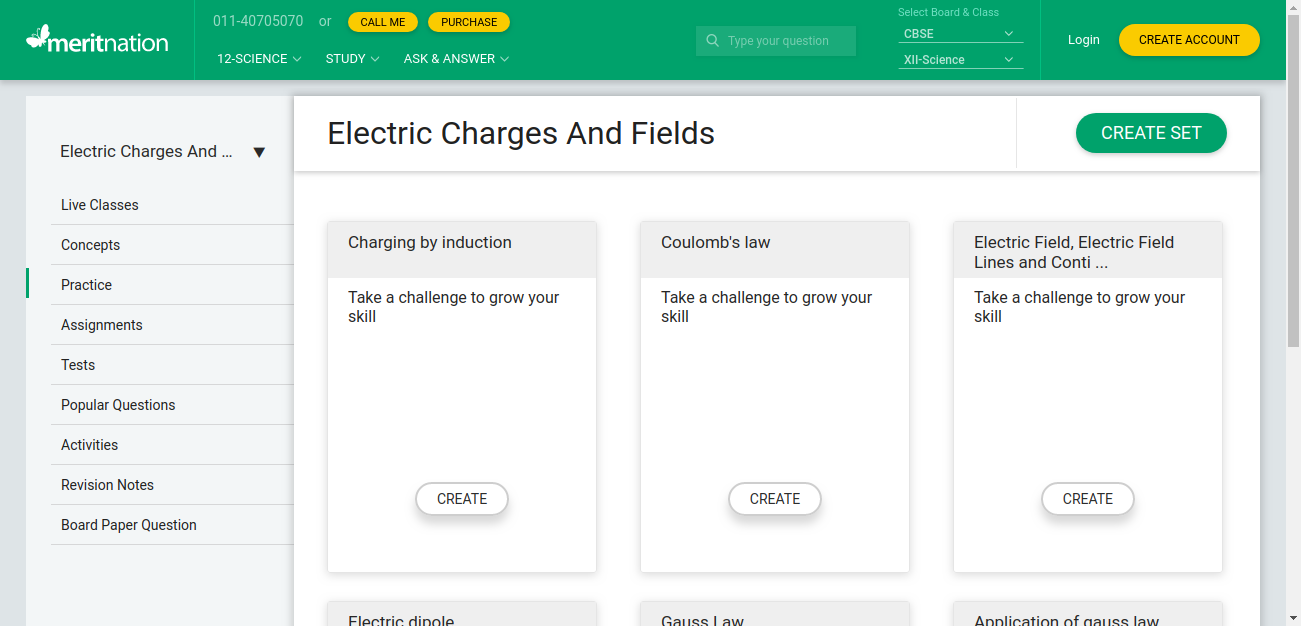 011-40705070 or CALL ME PURCHASE
Select Board & Class
meritnation
Type your question
CBSE
Login
CREATE ACCOUNT
12-SCIENCE STUDY ASK & ANSWER
XII-Science
Electric Charges And ...
Live Classes
Concepts
Practice
Assignments
Tests
Popular Questions
Activities
Revision Notes
Board Paper Question
Electric Charges And Fields
CREATE SET
Charging by induction
Take a challenge to grow your
skill
CREATE
Coulomb's law
Take a challenge to grow your
skill
CREATE
Electric Field, Electric Field
Lines and Conti ...
Take a challenge to grow your
skill
CREATE
Electric dipole
Gauss Law
Application of gauss law